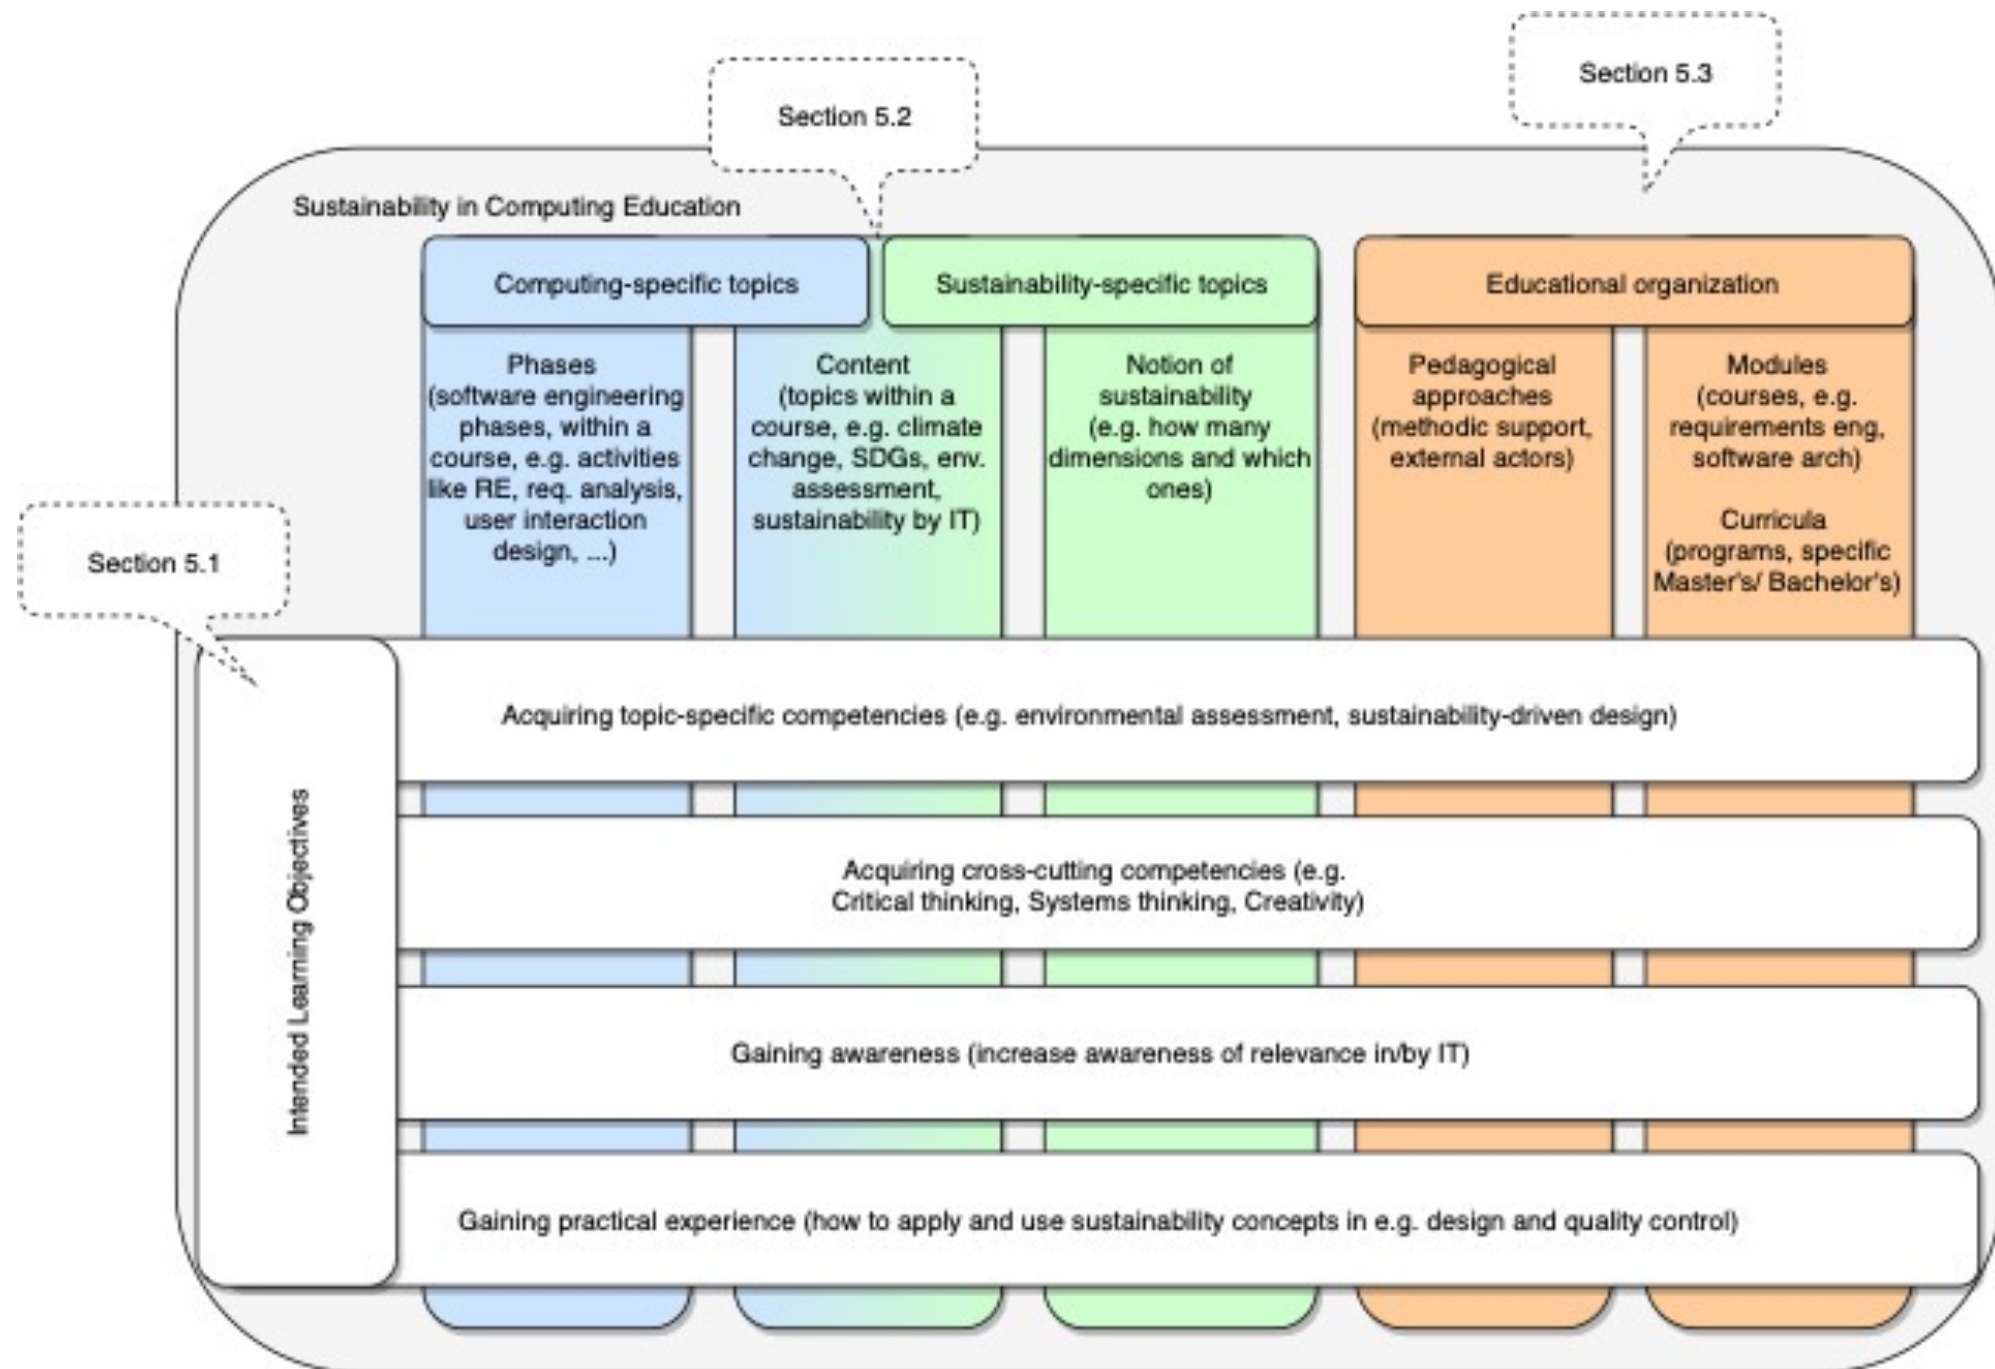 Section 5.3
Section 5.2
Sustainability in Computing Education
Computing-specific topics
Sustainability-specific topics
Educational organization
Phases
(software engineering
phases, within a
course, e.g. activities
like RE, req. analysis,
user interaction
design, ...)
Content
(topics within a
course, e.g. climate
change, SDGs, env.
assessment,
sustainability by IT)
Notion of
sustainability
(e.g. how many
dimensions and which
ones)
Pedagogical
approaches
(methodic support,
external actors)
Modules
(courses, e.g.
requirements eng,
software arch)
Curricula
(programs, specific
Master's/ Bachelor's)
Section 5.1
Intended Learning Objectives
Acquiring topic-specific competencies (e.g. environmental assessment, sustainability-driven design)
Acquiring cross-cutting competencies (e.g.
Critical thinking, Systems thinking, Creativity)
Gaining awareness (increase awareness of relevance in/by IT)
Gaining practical experience (how to apply and use sustainability concepts in e.g. design and quality control)